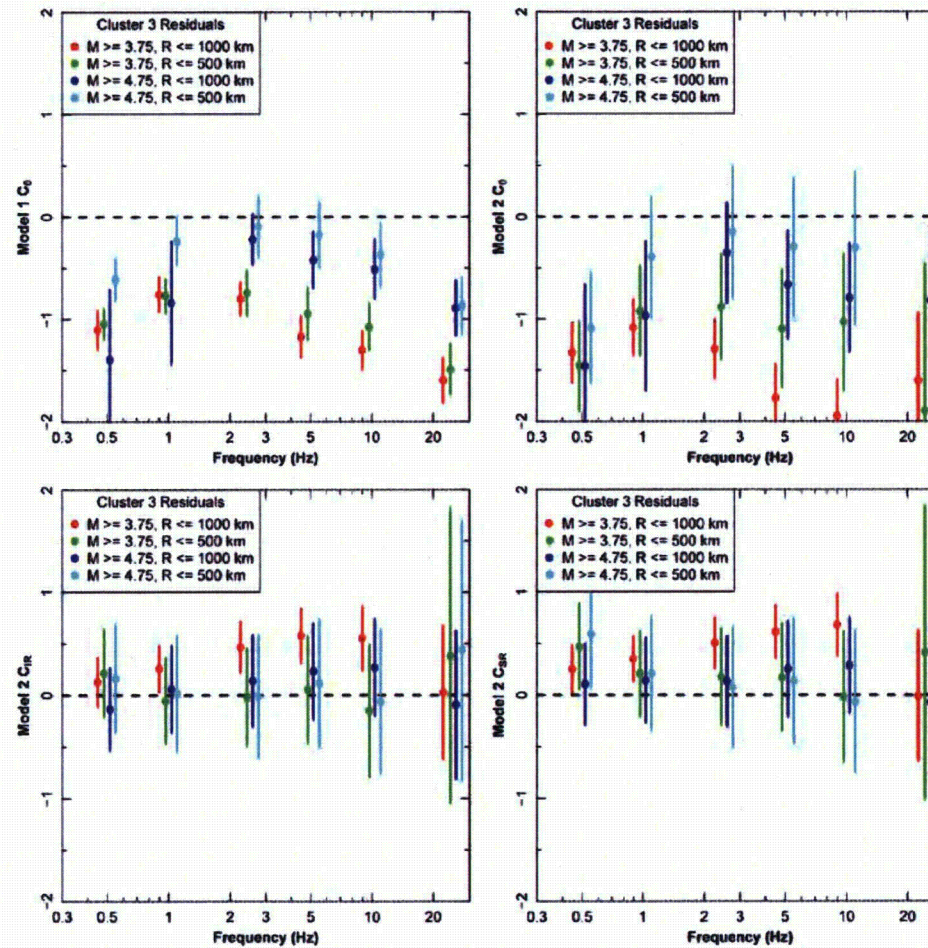 Cluster 3 Residuals
M >= 3.75, R <= 1000 km
M >= 3.75, R <= 500 km
M >= 4.75, R <= 1000 km
M >= 4.75, R <= 500 km
Model 1 C0
2
1
0
-1
-2
0.3 0.5 1 2 3 5 10 20
Frequency (Hz)
Cluster 3 Residuals
M >= 3.75, R <= 1000 km
M >= 3.75, R <= 500 km
M >= 4.75, R <= 1000 km
M >= 4.75, R <= 500 km
Model 2 C0
2
1
0
-1
-2
0.3 0.5 1 2 3 5 10 20
Frequency (Hz)
Cluster 3 Residuals
M >= 3.75, R <= 1000 km
M >= 3.75, R <= 500 km
M >= 4.75, R <= 1000 km
M >= 4.75, R <= 500 km
Model 2 CIR
2
1
0
-1
-2
0.3 0.5 1 2 3 5 10 20
Frequency (Hz)
Cluster 3 Residuals
M >= 3.75, R <= 1000 km
M >= 3.75, R <= 500 km
M >= 4.75, R <= 1000 km
M >= 4.75, R <= 500 km
Model 2 CSR
2
1
0
-1
-2
0.3 0.5 1 2 3 5 10 20
Frequency (Hz)